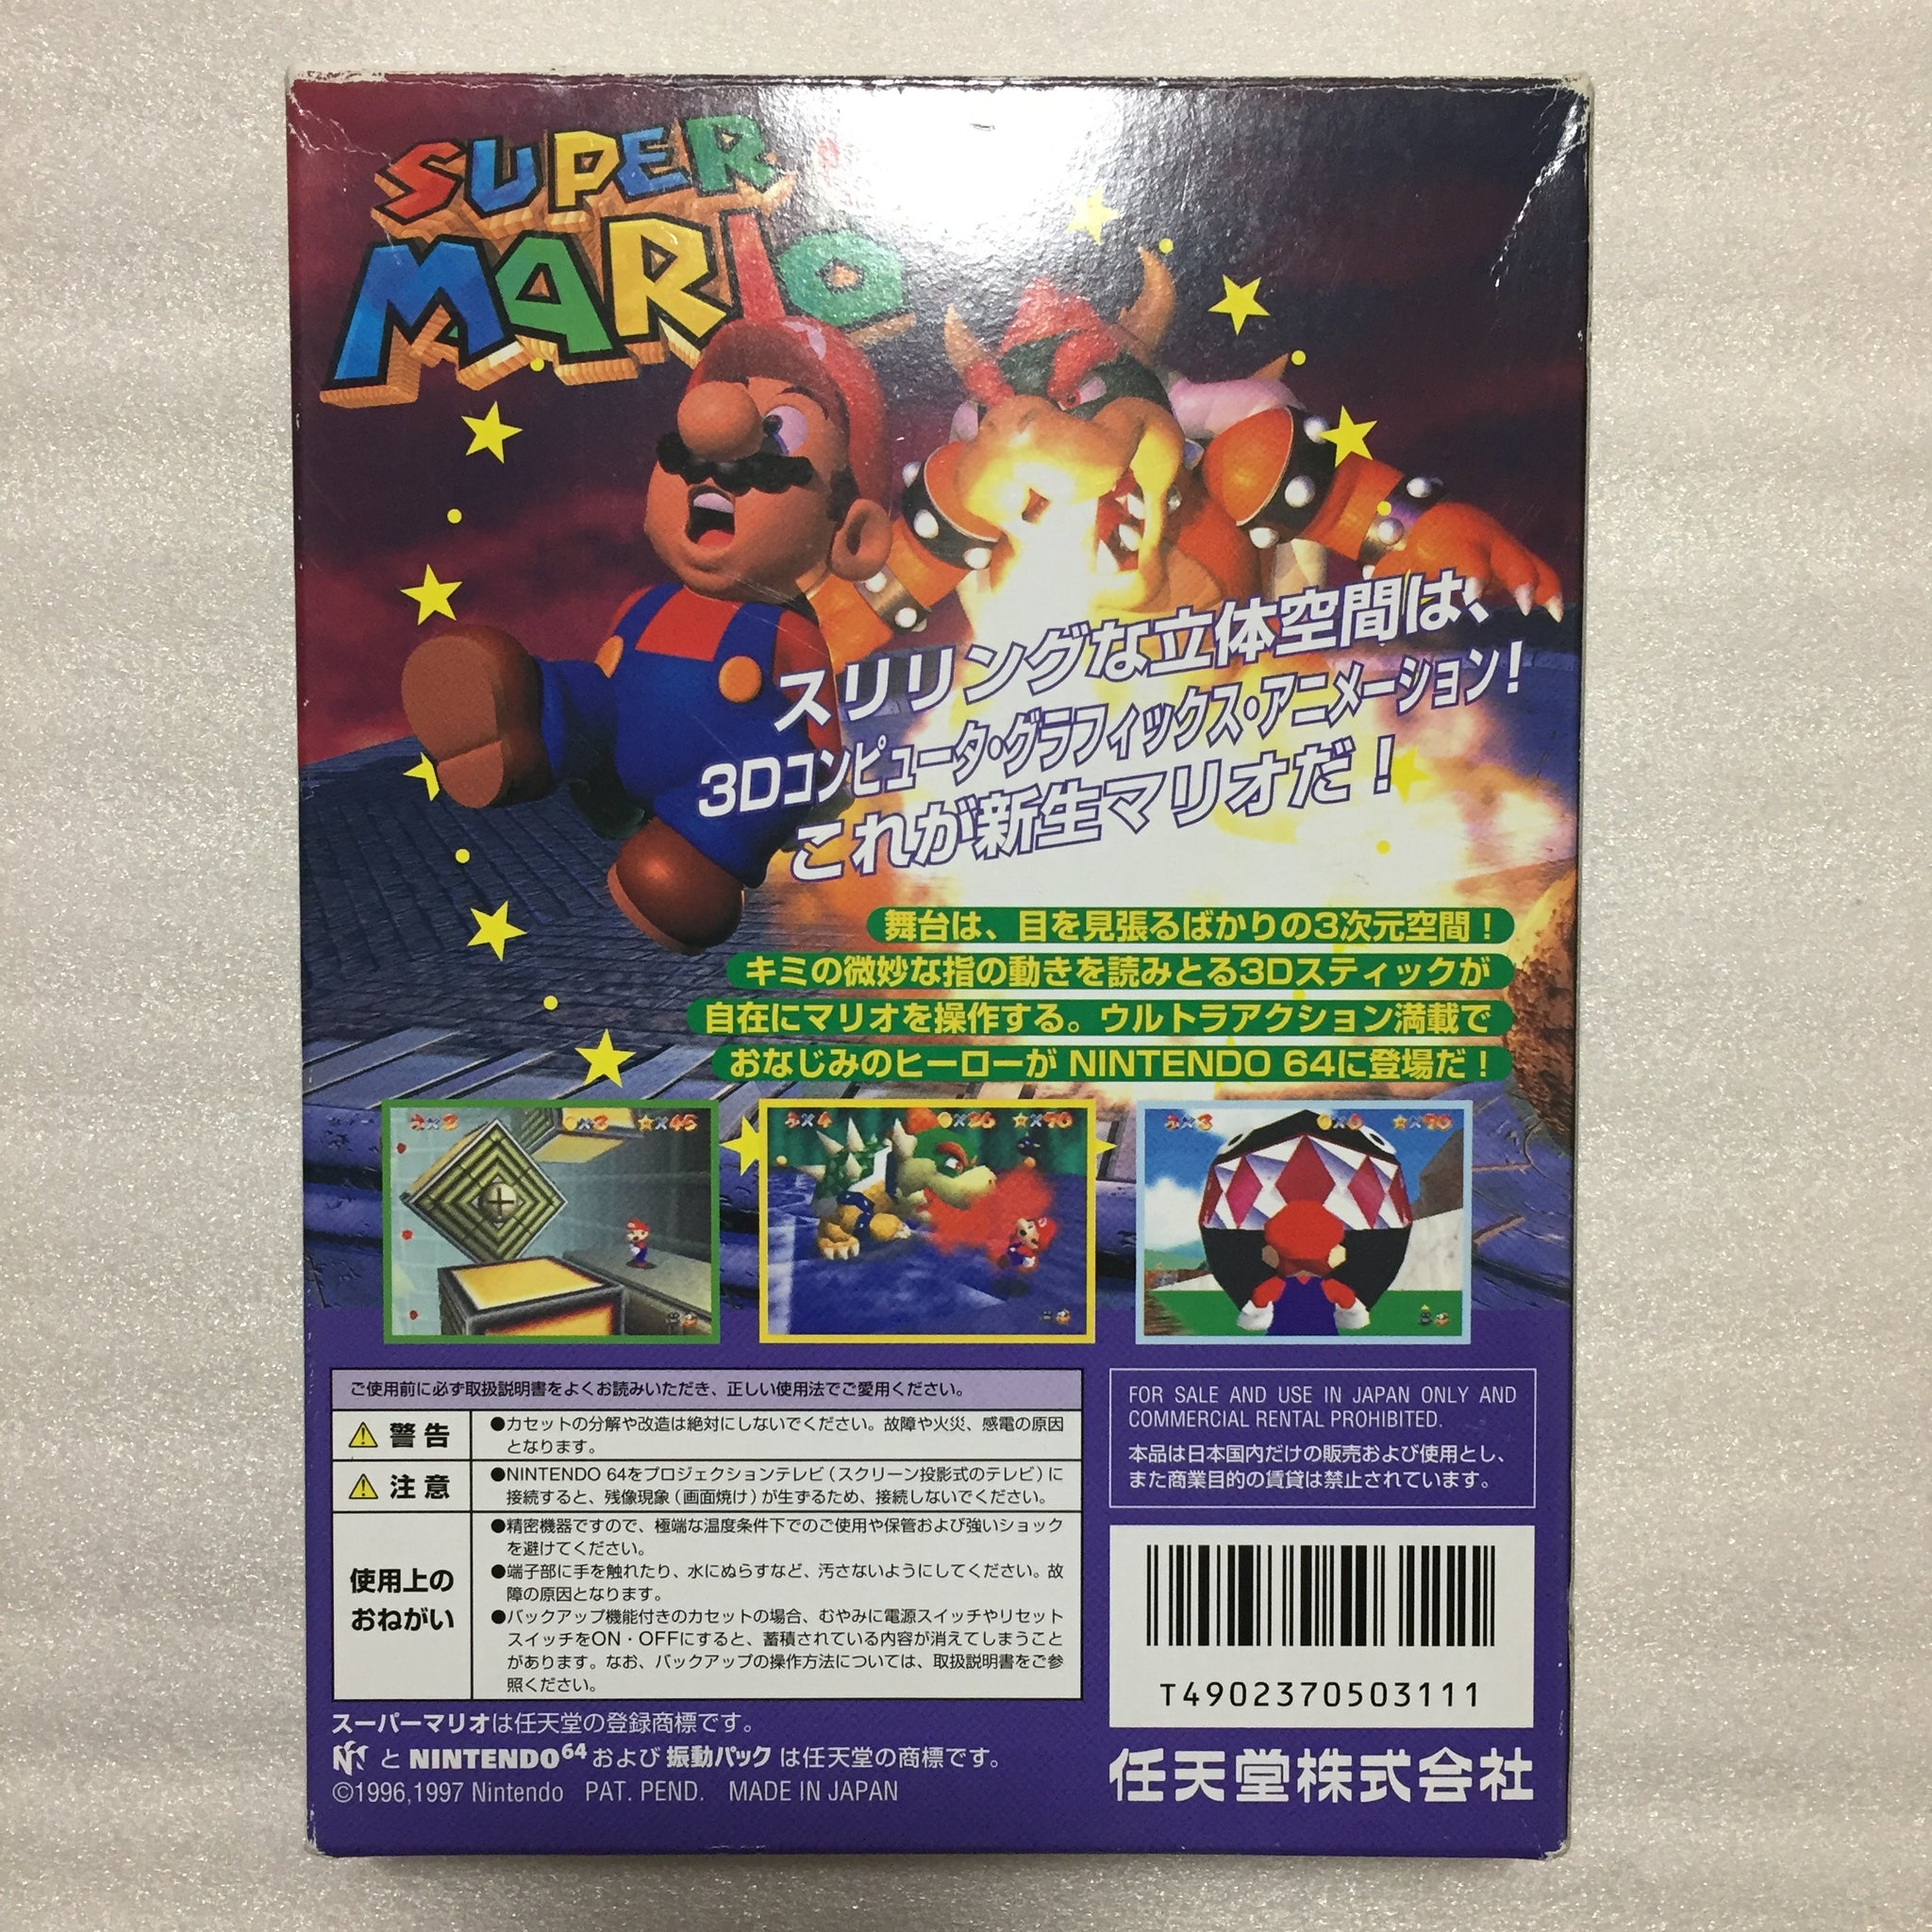 SUPER
MARIO
スリリングな立体空間は、
3Dコンピュータ・グラフィックス・アニメーション!
これが新生マリオだ!
舞台は、目を見張るばかりの3次元空間!
キミの微妙な指の動きを読みとる3Dスティックが
自在にマリオを操作する。ウルトラアクション満載で
おなじみのヒーローが NINTENDO 64に登場だ!
×45
×4 ×26 ×70
×3 ×6 ×70
ご使用前に必ず取扱説明書をよくお読みいただき、正しい使用法でご愛用ください。
警告
●カセットの分解や改造は絶対にしないでください。故障や火災、感電の原因
となります。
注意
●NINTENDO 64をプロジェクションテレビ(スクリーン投影式のテレビ)に
接続すると、残像現象(画面焼け)が生ずるため、接続しないでください。
使用上の
おねがい
●精密機器ですので、極端な温度条件下でのご使用や保管および強いショック
を避けてください。
●端子部に手を触れたり、水にぬらすなど、汚さないようにしてください。故
障の原因となります。
●バックアップ機能付きのカセットの場合、むやみに電源スイッチやリセット
スイッチをON・OFFにすると、蓄積されている内容が消えてしまうこと
があります。なお、バックアップの操作方法については、取扱説明書をご参
照ください。
スーパーマリオは任天堂の登録商標です。
と NINTENDO64 および 振動パック は任天堂の商標です。
©1996,1997 Nintendo PAT. PEND. MADE IN JAPAN
FOR SALE AND USE IN JAPAN ONLY AND
COMMERCIAL RENTAL PROHIBITED.
本品は日本国内だけの販売および使用とし、
また商業目的の賃貸は禁止されています。
T4902370503111
任天堂株式会社